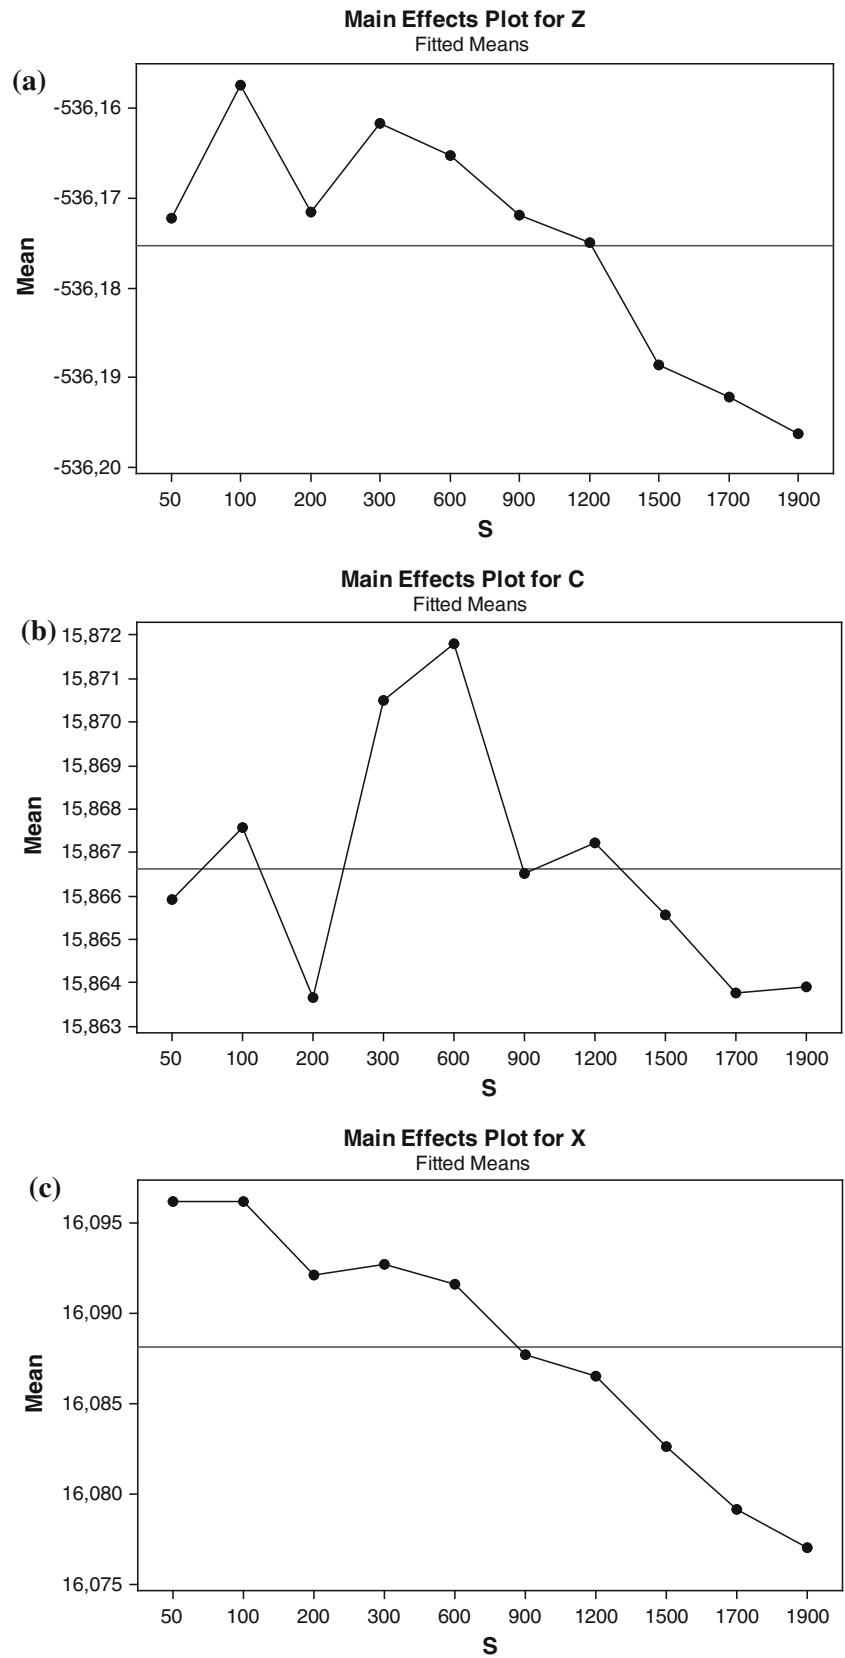 Main Effects Plot for Z
Fitted Means
(a)
-536,16
-536,17
-536,18
-536,19
-536,20
Mean
50 100 200 300 600 900 1200 1500 1700 1900
S
Main Effects Plot for C
Fitted Means
(b)
15,872
15,871
15,870
15,869
15,868
15,867
15,866
15,865
15,864
15,863
Mean
50 100 200 300 600 900 1200 1500 1700 1900
S
Main Effects Plot for X
Fitted Means
(c)
16,095
16,090
16,085
16,080
16,075
Mean
50 100 200 300 600 900 1200 1500 1700 1900
S